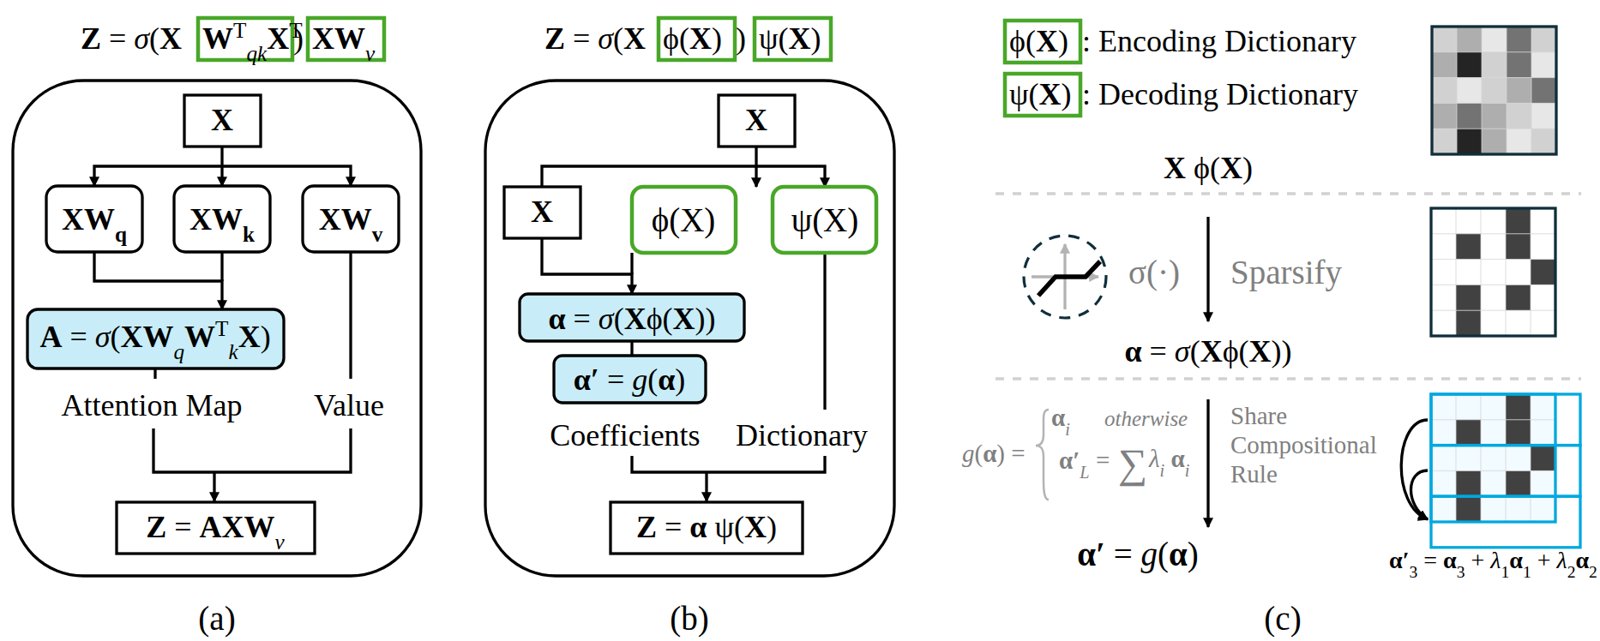 Z = σ(X W^T_qk X^T) XW_v
X
XW_q XW_k XW_v
A = σ(XW_q W^T_k X)
Attention Map Value
Z = AXW_v
(a)
Z = σ(X ϕ(X) ) ψ(X)
X
X ϕ(X) ψ(X)
α = σ(Xϕ(X))
α′ = g(α)
Coefficients Dictionary
Z = α ψ(X)
(b)
ϕ(X) : Encoding Dictionary
ψ(X) : Decoding Dictionary
X ϕ(X)
σ(·) Sparsify
α = σ(Xϕ(X))
g(α) = { α_i otherwise
α′_L = ∑ λ_i α_i
Share
Compositional
Rule
α′ = g(α)
α′_3 = α_3 + λ_1α_1 + λ_2α_2
(c)